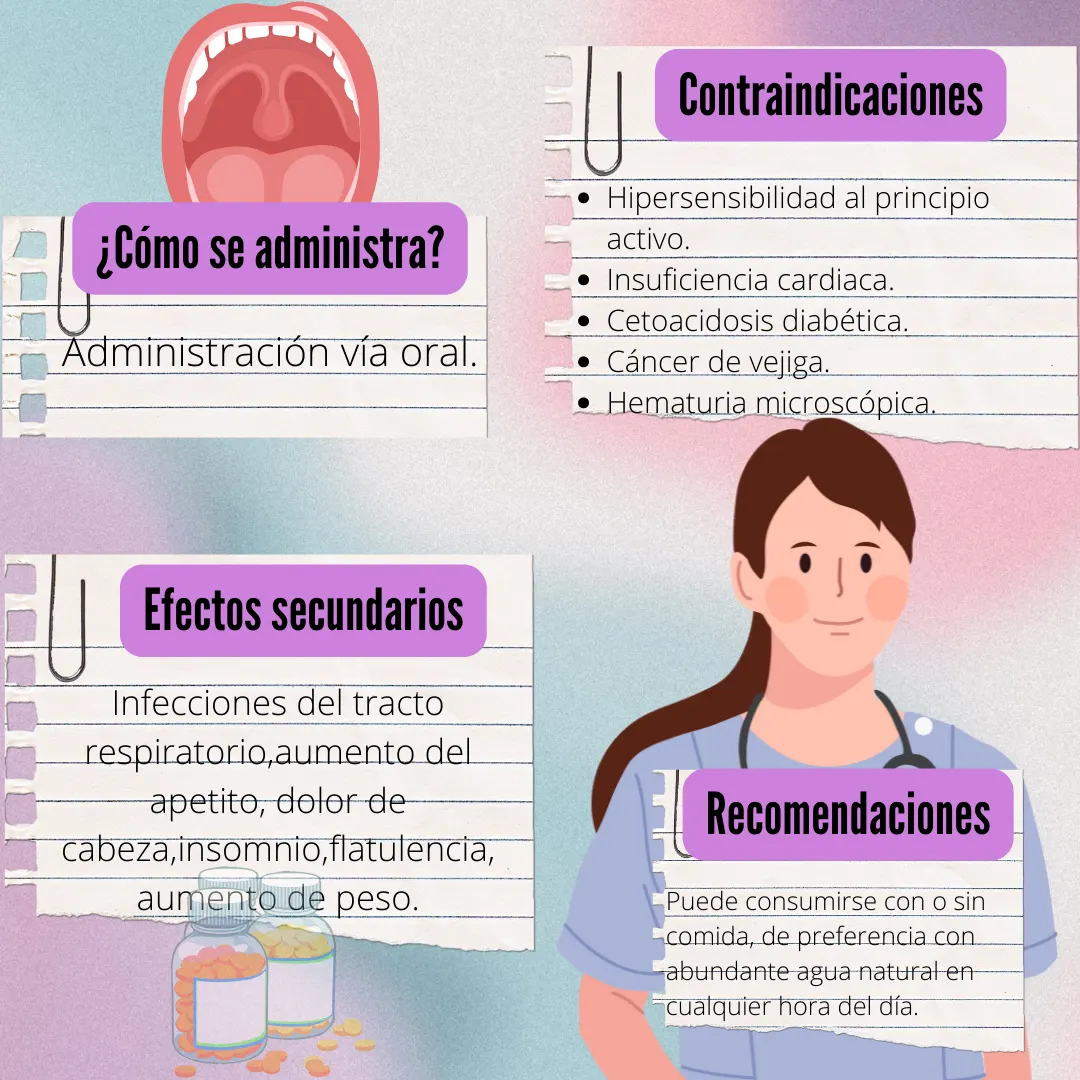 ¿Cómo se administra?
Administración vía oral.
Contraindicaciones
• Hipersensibilidad al principio
activo.
• Insuficiencia cardiaca.
• Cetoacidosis diabética.
• Cáncer de vejiga.
• Hematuria microscópica.
Efectos secundarios
Infecciones del tracto
respiratorio,aumento del
apetito, dolor de
cabeza,insomnio,flatulencia,
aumento de peso.
Recomendaciones
Puede consumirse con o sin
comida, de preferencia con
abundante agua natural en
cualquier hora del día.